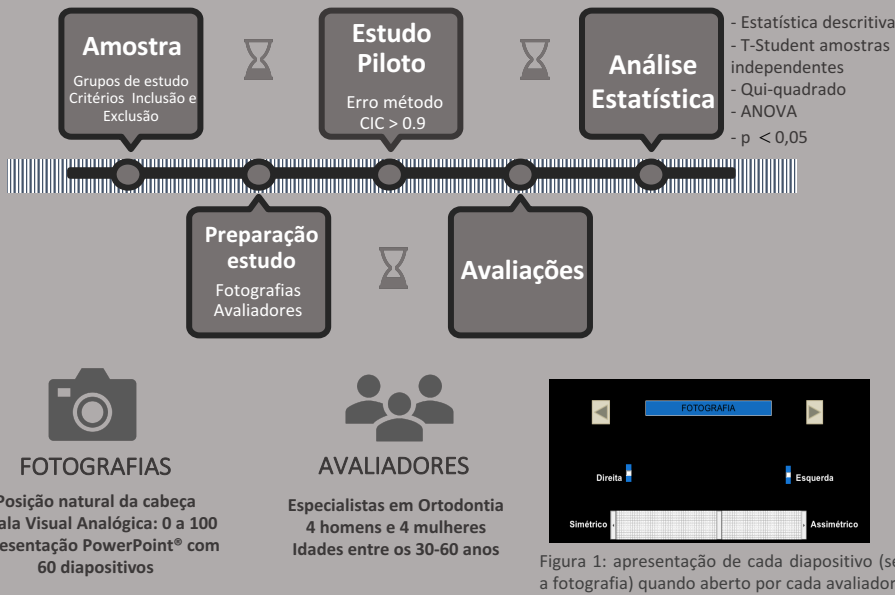 Amostra
Grupos de estudo
Critérios Inclusão e
Exclusão
Estudo
Piloto
Erro método
CIC > 0.9
Análise
Estatística
- Estatística descritiva
- T-Student amostras
independentes
- Qui-quadrado
- ANOVA
- p < 0,05
Preparação
estudo
Fotografias
Avaliadores
Avaliações
FOTOGRAFIAS
Posição natural da cabeça
ala Visual Analógica: 0 a 100
esentação PowerPoint® com
60 diapositivos
AVALIADORES
Especialistas em Ortodontia
4 homens e 4 mulheres
Idades entre os 30-60 anos
FOTOGRAFIA
Direita
Esquerda
Simétrico
Assimétrico
Figura 1: apresentação de cada diapositivo (se
a fotografia) quando aberto por cada avaliador